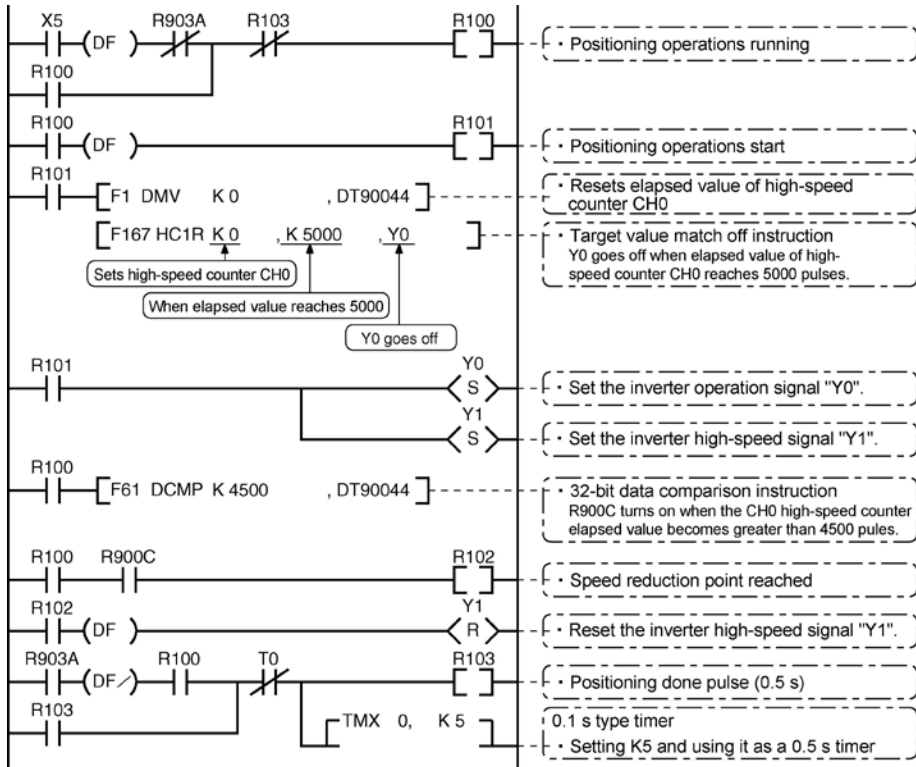 X5 R903A R103 R100
(DF)
· Positioning operations running
R100
R100 R101
(DF)
· Positioning operations start
R101
F1 DMV K 0 , DT90044
· Resets elapsed value of high-speed
counter CH0
F167 HC1R K 0 , K 5000 , Y0
· Target value match off instruction
Y0 goes off when elapsed value of high-
speed counter CH0 reaches 5000 pulses.
Sets high-speed counter CH0
When elapsed value reaches 5000
Y0 goes off
R101 Y0
S
· Set the inverter operation signal "Y0".
Y1
S
· Set the inverter high-speed signal "Y1".
R100
F61 DCMP K 4500 , DT90044
· 32-bit data comparison instruction
R900C turns on when the CH0 high-speed counter
elapsed value becomes greater than 4500 pules.
R100 R900C R102
· Speed reduction point reached
R102 Y1
(DF) R
· Reset the inverter high-speed signal "Y1".
R903A R100 T0 R103
(DF/)
· Positioning done pulse (0.5 s)
R103
TMX 0, K 5
0.1 s type timer
· Setting K5 and using it as a 0.5 s timer